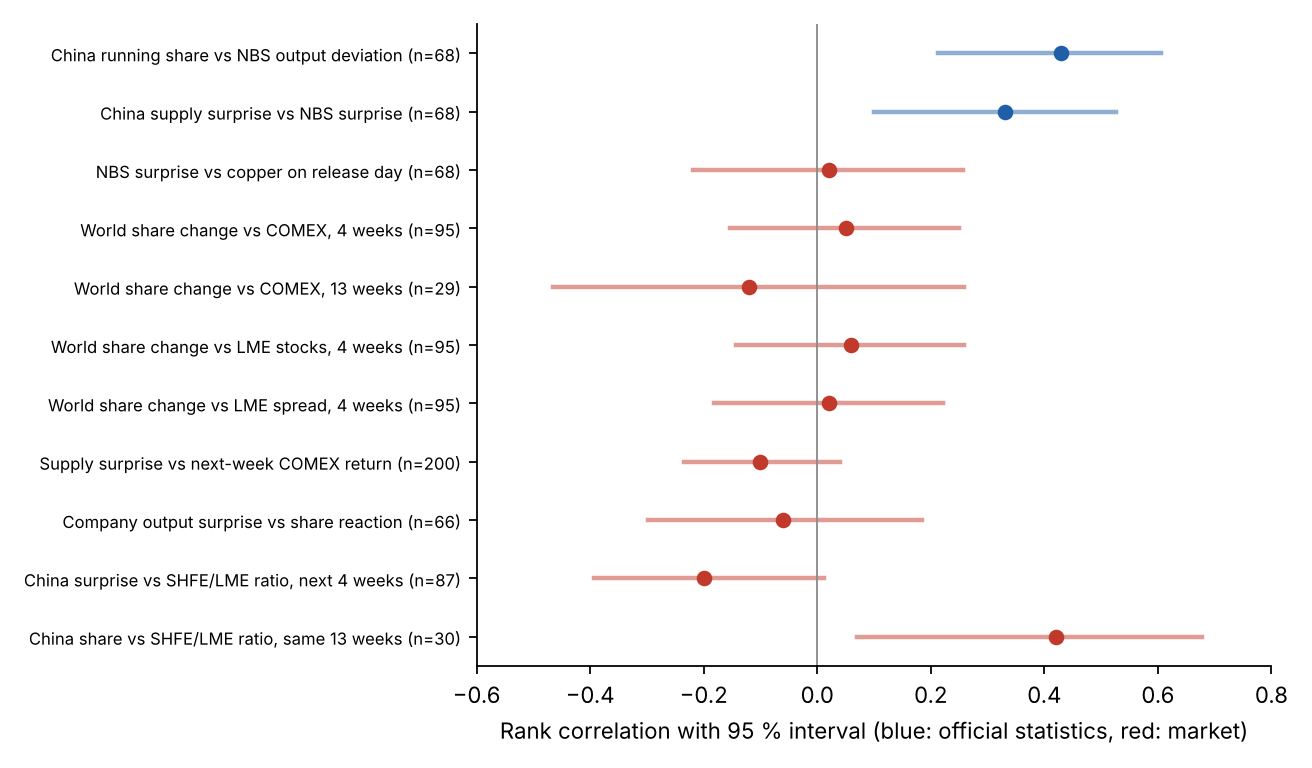 China running share vs NBS output deviation (n=68)
China supply surprise vs NBS surprise (n=68)
NBS surprise vs copper on release day (n=68)
World share change vs COMEX, 4 weeks (n=95)
World share change vs COMEX, 13 weeks (n=29)
World share change vs LME stocks, 4 weeks (n=95)
World share change vs LME spread, 4 weeks (n=95)
Supply surprise vs next-week COMEX return (n=200)
Company output surprise vs share reaction (n=66)
China surprise vs SHFE/LME ratio, next 4 weeks (n=87)
China share vs SHFE/LME ratio, same 13 weeks (n=30)
−0.6 −0.4 −0.2 0.0 0.2 0.4 0.6 0.8
Rank correlation with 95 % interval (blue: official statistics, red: market)